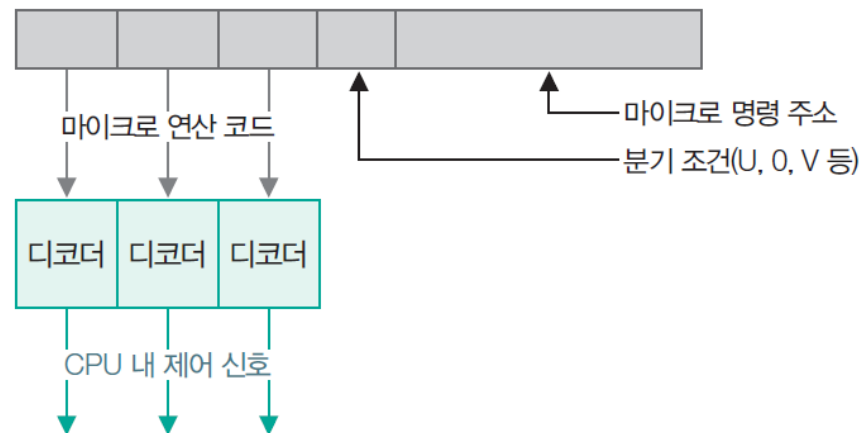 마이크로 연산 코드
마이크로 명령 주소
분기 조건(U, 0, V 등)
디코더 디코더 디코더
CPU 내 제어 신호